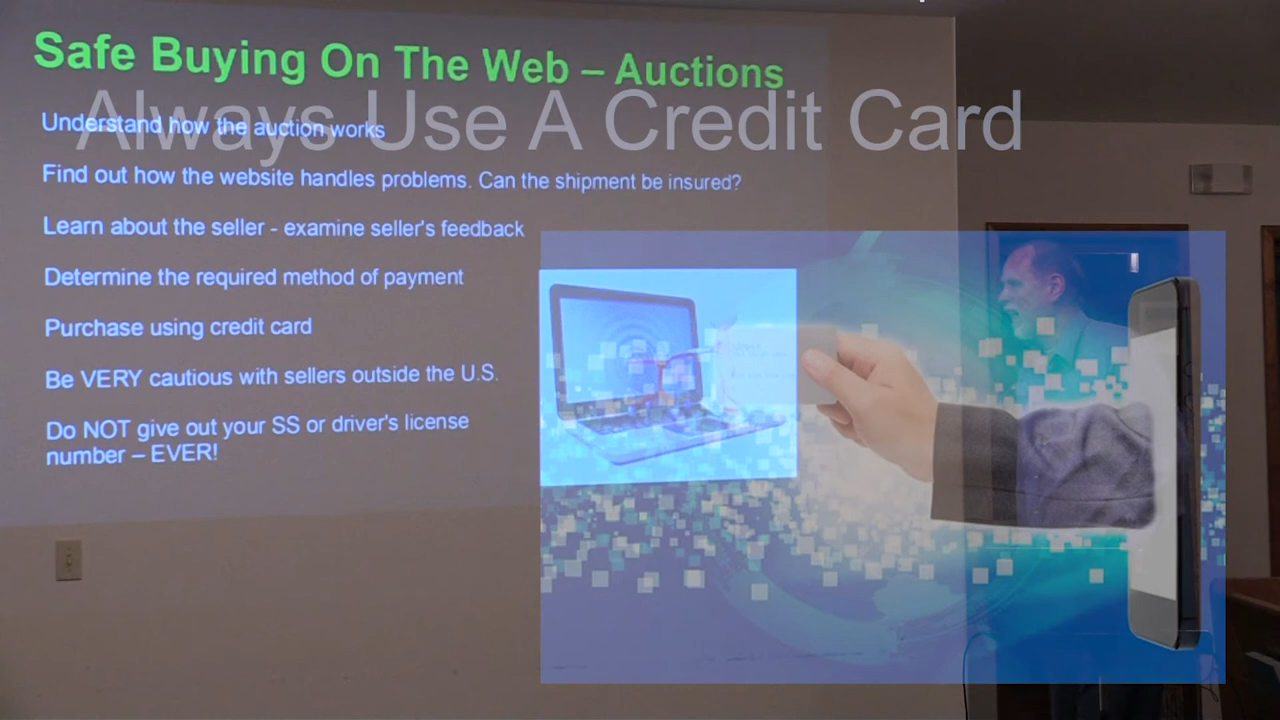 Safe Buying On The Web – Auctions
Always Use A Credit Card
Understand how the auction works
Find out how the website handles problems. Can the shipment be insured?
Learn about the seller - examine seller's feedback
Determine the required method of payment
Purchase using credit card
Be VERY cautious with sellers outside the U.S.
Do NOT give out your SS or driver's license
number – EVER!